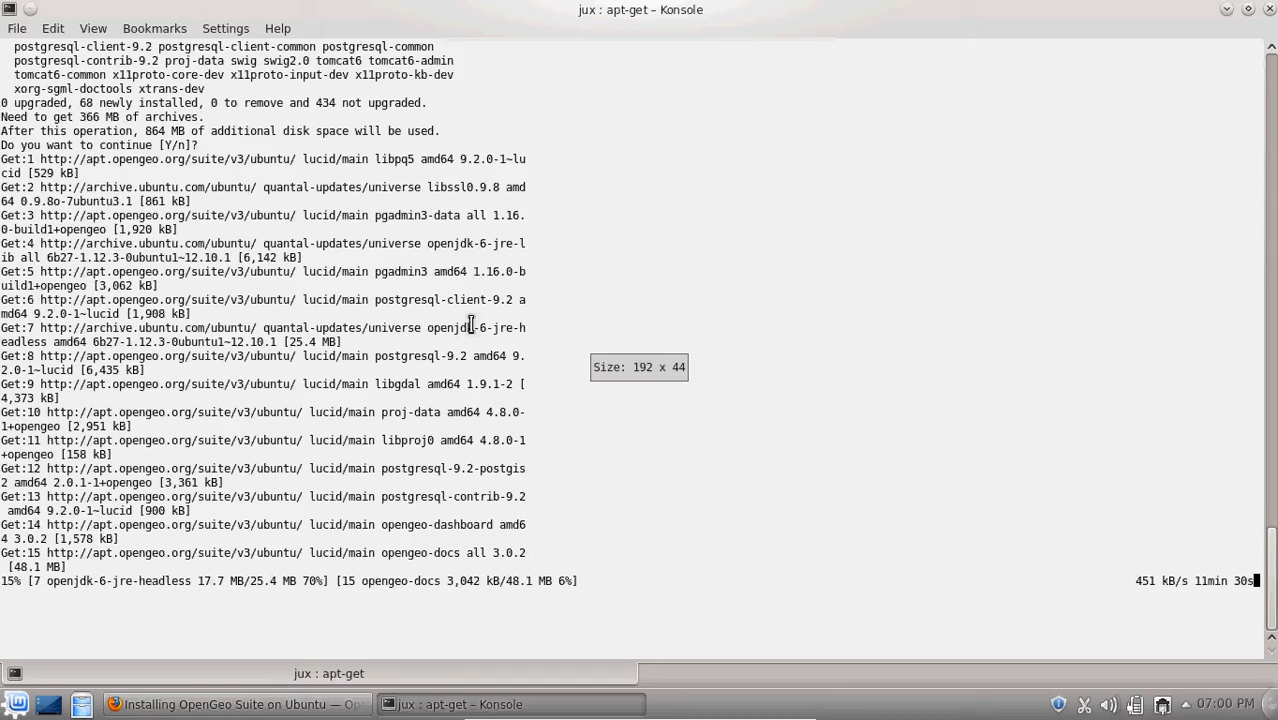 jux : apt-get – Konsole
File Edit View Bookmarks Settings Help
postgresql-client-9.2 postgresql-client-common postgresql-common
postgresql-contrib-9.2 proj-data swig swig2.0 tomcat6 tomcat6-admin
tomcat6-common x11proto-core-dev x11proto-input-dev x11proto-kb-dev
xorg-sgml-doctools xtrans-dev
0 upgraded, 68 newly installed, 0 to remove and 434 not upgraded.
Need to get 366 MB of archives.
After this operation, 864 MB of additional disk space will be used.
Do you want to continue [Y/n]?
Get:1 http://apt.opengeo.org/suite/v3/ubuntu/ lucid/main libpq5 amd64 9.2.0-1~lu
cid [529 kB]
Get:2 http://archive.ubuntu.com/ubuntu/ quantal-updates/universe libssl0.9.8 amd
64 0.9.8o-7ubuntu3.1 [861 kB]
Get:3 http://apt.opengeo.org/suite/v3/ubuntu/ lucid/main pgadmin3-data all 1.16.
0-build1+opengeo [1,920 kB]
Get:4 http://archive.ubuntu.com/ubuntu/ quantal-updates/universe openjdk-6-jre-l
ib all 6b27-1.12.3-0ubuntu1~12.10.1 [6,142 kB]
Get:5 http://apt.opengeo.org/suite/v3/ubuntu/ lucid/main pgadmin3 amd64 1.16.0-b
uild1+opengeo [3,062 kB]
Get:6 http://apt.opengeo.org/suite/v3/ubuntu/ lucid/main postgresql-client-9.2 a
md64 9.2.0-1~lucid [1,908 kB]
Get:7 http://archive.ubuntu.com/ubuntu/ quantal-updates/universe openjdk-6-jre-h
eadless amd64 6b27-1.12.3-0ubuntu1~12.10.1 [25.4 MB]
Get:8 http://apt.opengeo.org/suite/v3/ubuntu/ lucid/main postgresql-9.2 amd64 9.
2.0-1~lucid [6,435 kB]
Size: 192 x 44
Get:9 http://apt.opengeo.org/suite/v3/ubuntu/ lucid/main libgdal amd64 1.9.1-2 [
4,373 kB]
Get:10 http://apt.opengeo.org/suite/v3/ubuntu/ lucid/main proj-data amd64 4.8.0-
1+opengeo [2,951 kB]
Get:11 http://apt.opengeo.org/suite/v3/ubuntu/ lucid/main libproj0 amd64 4.8.0-1
+opengeo [158 kB]
Get:12 http://apt.opengeo.org/suite/v3/ubuntu/ lucid/main postgresql-9.2-postgis
2 amd64 2.0.1-1+opengeo [3,361 kB]
Get:13 http://apt.opengeo.org/suite/v3/ubuntu/ lucid/main postgresql-contrib-9.2
amd64 9.2.0-1~lucid [900 kB]
Get:14 http://apt.opengeo.org/suite/v3/ubuntu/ lucid/main opengeo-dashboard amd6
4 3.0.2 [1,578 kB]
Get:15 http://apt.opengeo.org/suite/v3/ubuntu/ lucid/main opengeo-docs all 3.0.2
[48.1 MB]
15% [7 openjdk-6-jre-headless 17.7 MB/25.4 MB 70%] [15 opengeo-docs 3,042 kB/48.1 MB 6%] 451 kB/s 11min 30s
jux : apt-get
Installing OpenGeo Suite on Ubuntu — Op jux : apt-get – Konsole 07:00 PM